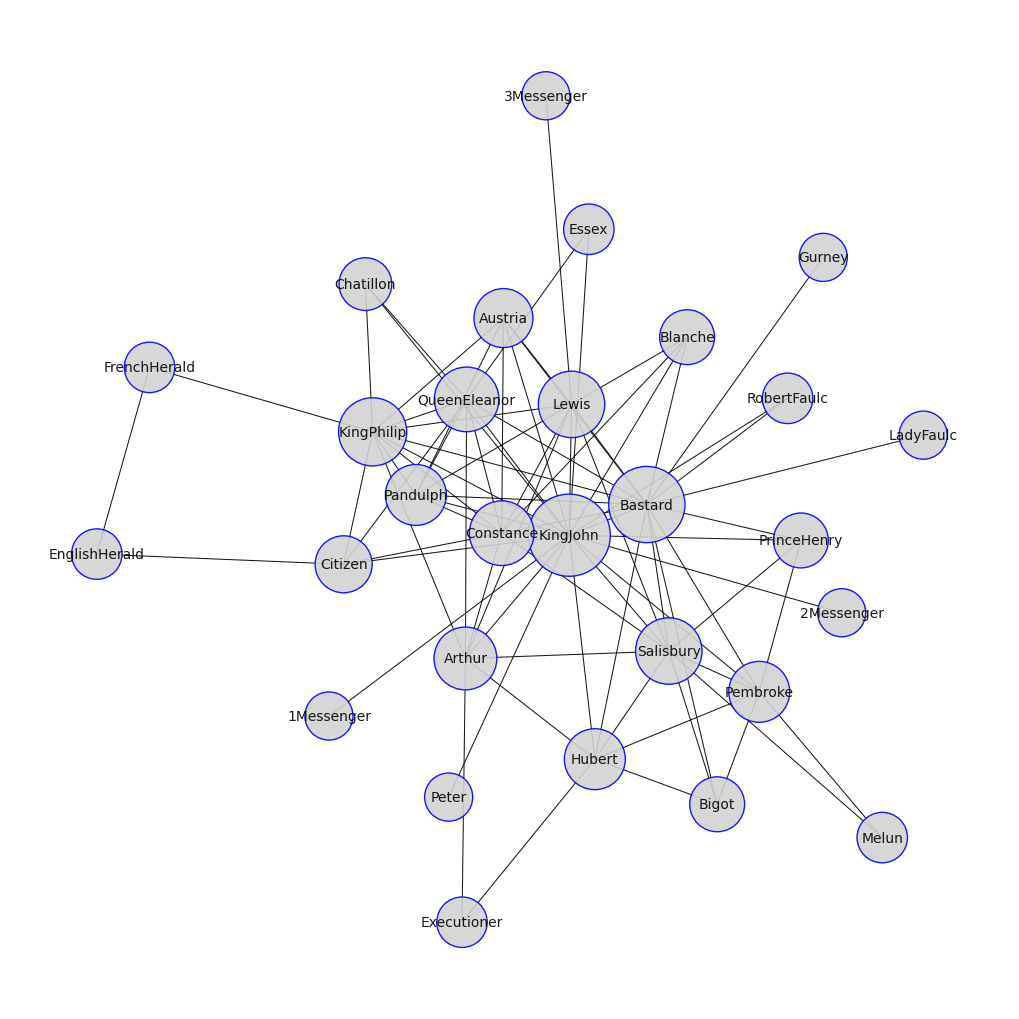 3Messenger
Essex
Gurney
Chatillon
Austria
Blanche
FrenchHerald
RobertFaulc
QueenEleanor
Lewis
KingPhilip
LadyFaulc
Pandulph
Bastard
Constance
KingJohn
PrinceHenry
EnglishHerald
Citizen
2Messenger
Salisbury
Arthur
Pembroke
1Messenger
Hubert
Peter
Bigot
Melun
Executioner